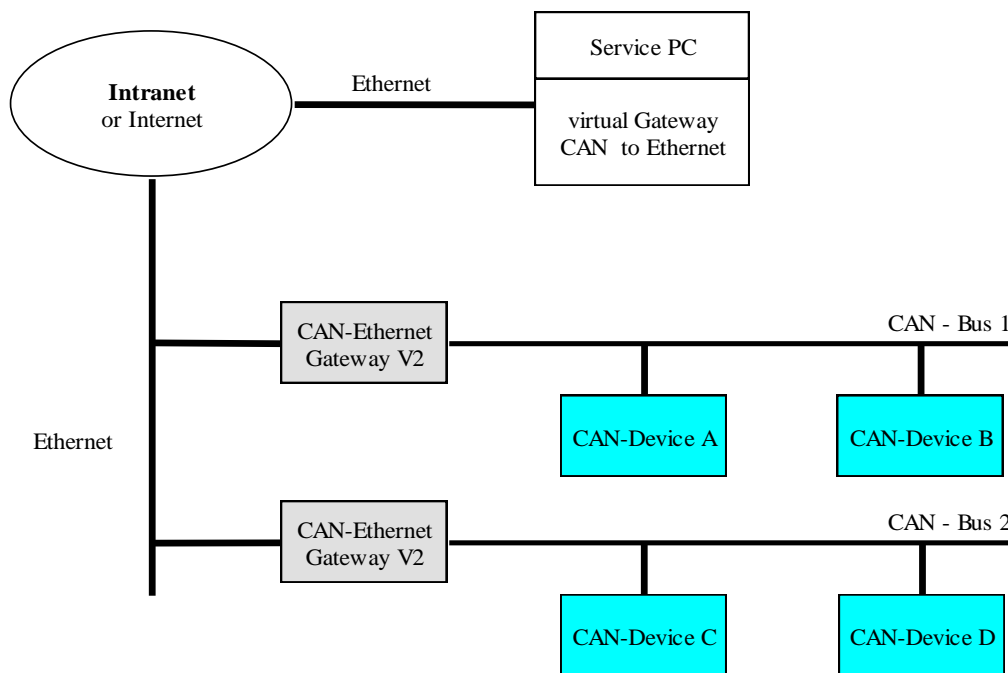 Service PC
Ethernet
Intranet
or Internet
virtual Gateway
CAN to Ethernet
CAN-Ethernet
Gateway V2
CAN - Bus 1
CAN-Device A
CAN-Device B
Ethernet
CAN-Ethernet
Gateway V2
CAN - Bus 2
CAN-Device C
CAN-Device D